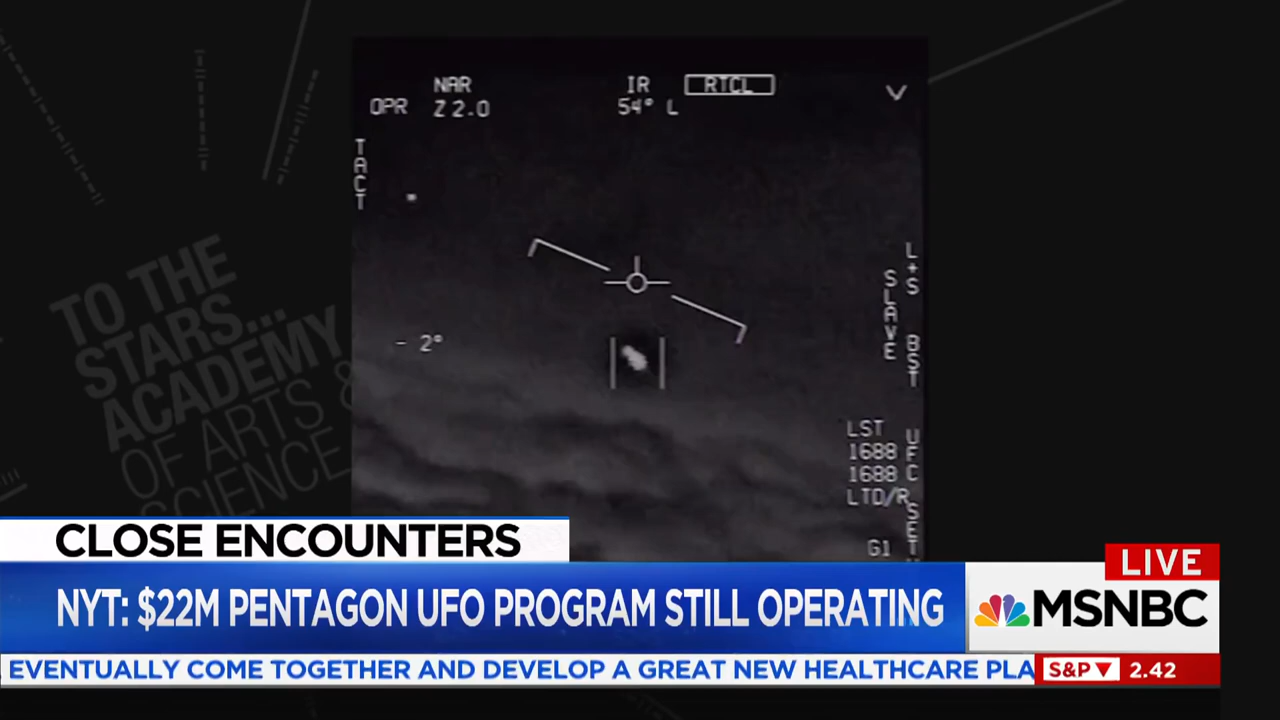 NAR
IR
RTCL
OPR
Z 2.0
54° L
V
TACT
- 2°
L+S
SLAVE
BST
LST
1688
1688
LTD/R
UFC
G1
TO THE
STARS...
ACADEMY
OF ARTS &
SCIENCE
CLOSE ENCOUNTERS
NYT: $22M PENTAGON UFO PROGRAM STILL OPERATING
LIVE
MSNBC
EVENTUALLY COME TOGETHER AND DEVELOP A GREAT NEW HEALTHCARE PLA
S&P▼ 2.42